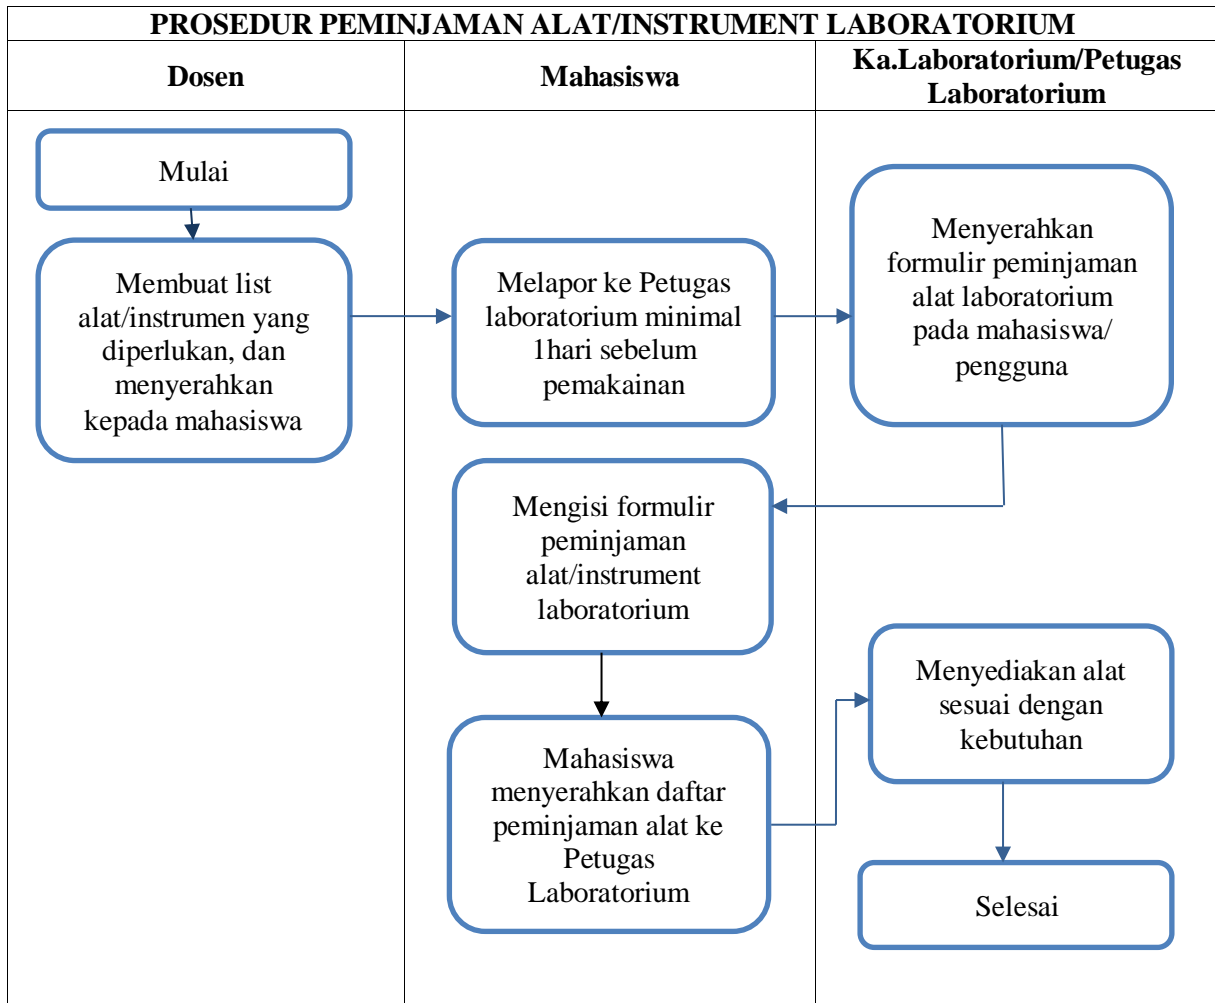 PROSEDUR PEMINJAMAN ALAT/INSTRUMENT LABORATORIUM
Dosen
Mahasiswa
Ka.Laboratorium/Petugas
Laboratorium
Mulai
Membuat list
alat/instrumen yang
diperlukan, dan
menyerahkan
kepada mahasiswa
Melapor ke Petugas
laboratorium minimal
1hari sebelum
pemakainan
Menyerahkan
formulir peminjaman
alat laboratorium
pada mahasiswa/
pengguna
Mengisi formulir
peminjaman
alat/instrument
laboratorium
Mahasiswa
menyerahkan daftar
peminjaman alat ke
Petugas
Laboratorium
Menyediakan alat
sesuai dengan
kebutuhan
Selesai